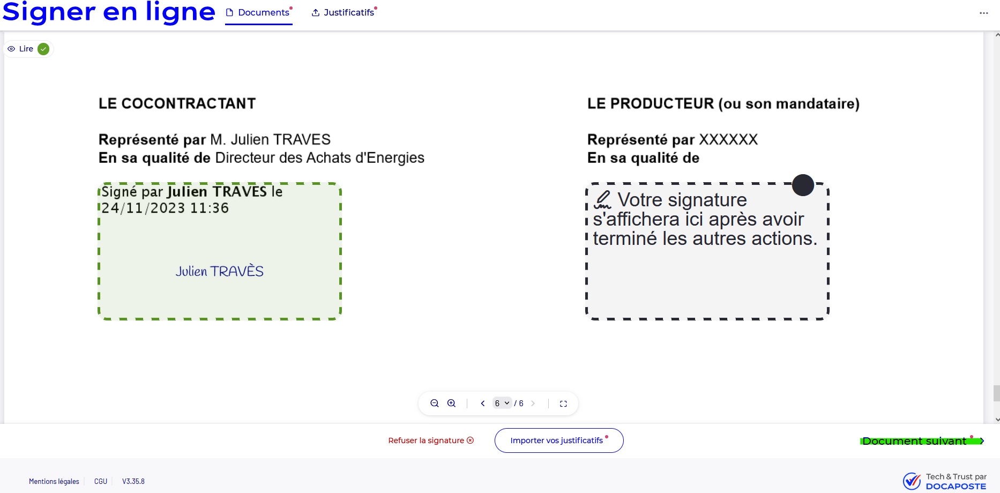 Signer en ligne
Documents
Justificatifs
Lire
LE COCONTRACTANT
LE PRODUCTEUR (ou son mandataire)
Représenté par M. Julien TRAVES
En sa qualité de Directeur des Achats d'Energies
Représenté par XXXXXX
En sa qualité de
Signé par Julien TRAVES le
24/11/2023 11:36
Julien TRAVÈS
Votre signature
s'affichera ici après avoir
terminé les autres actions.
6 / 6
Refuser la signature
Importer vos justificatifs
Document suivant
Mentions légales
CGU
V3.35.8
Tech & Trust par
DOCAPOSTE